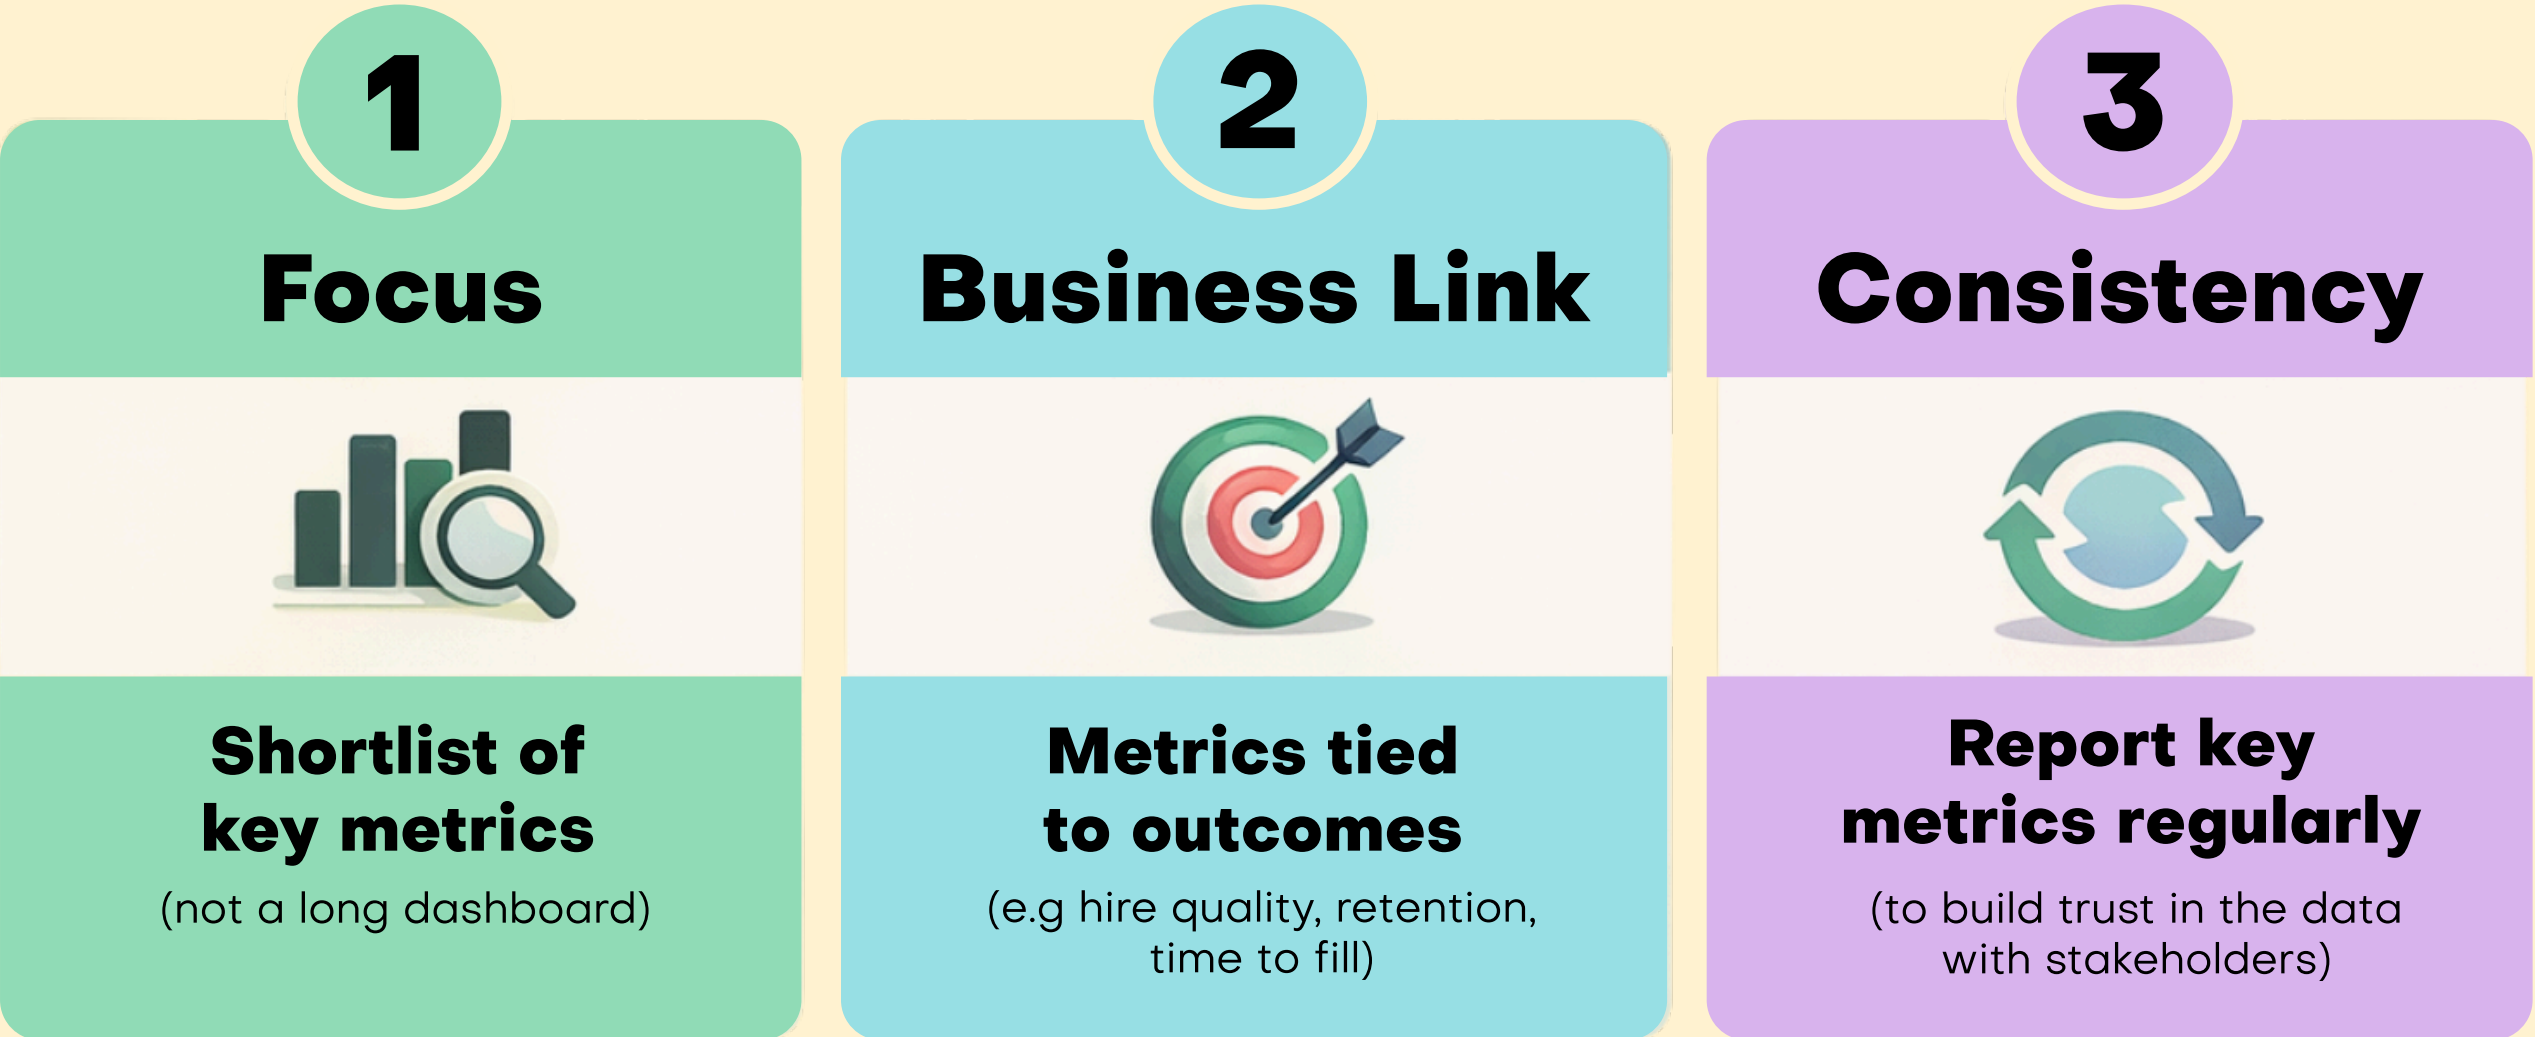 1
Focus
Shortlist of
key metrics
(not a long dashboard)
2
Business Link
Metrics tied
to outcomes
(e.g hire quality, retention,
time to fill)
3
Consistency
Report key
metrics regularly
(to build trust in the data
with stakeholders)